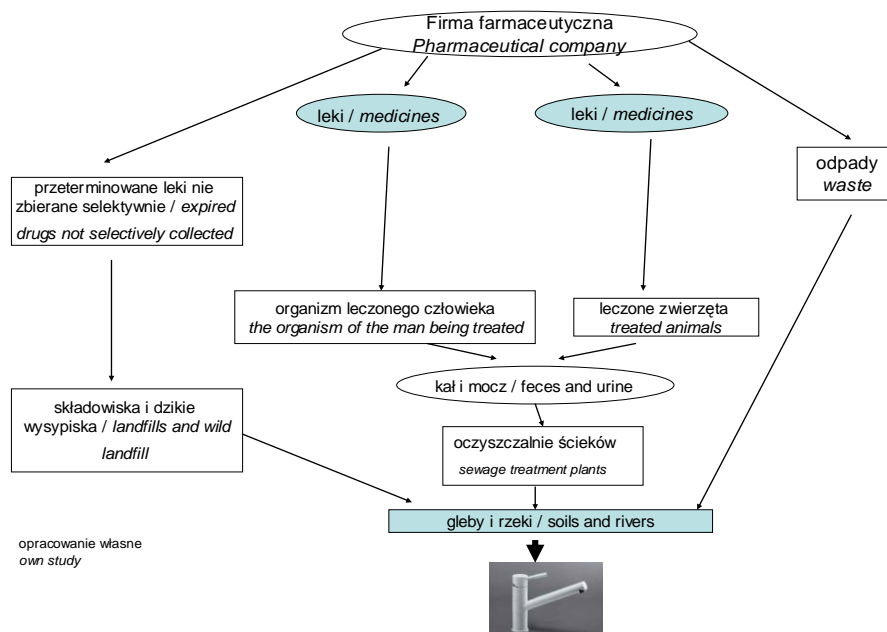 Firma farmaceutyczna
Pharmaceutical company
leki / medicines
leki / medicines
odpady
waste
przeterminowane leki nie
zbierane selektywnie / expired
drugs not selectively collected
organizm leczonego człowieka
the organism of the man being treated
leczone zwierzęta
treated animals
kał i mocz / feces and urine
składowiska i dzikie
wysypiska / landfills and wild
landfill
oczyszczalnie ścieków
sewage treatment plants
gleby i rzeki / soils and rivers
opracowanie własne
own study